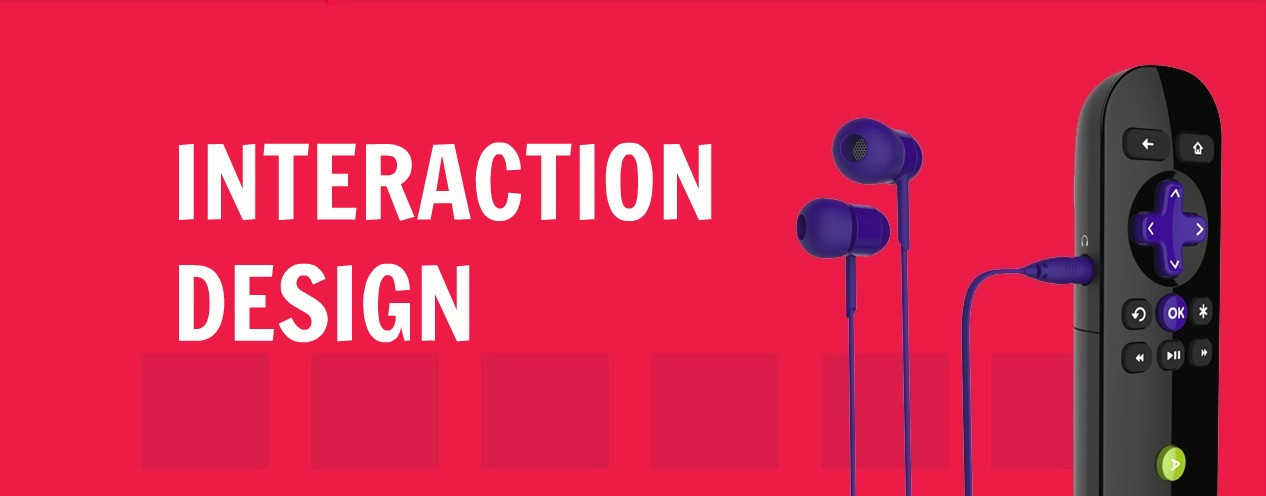 INTERACTION
DESIGN
OK
A